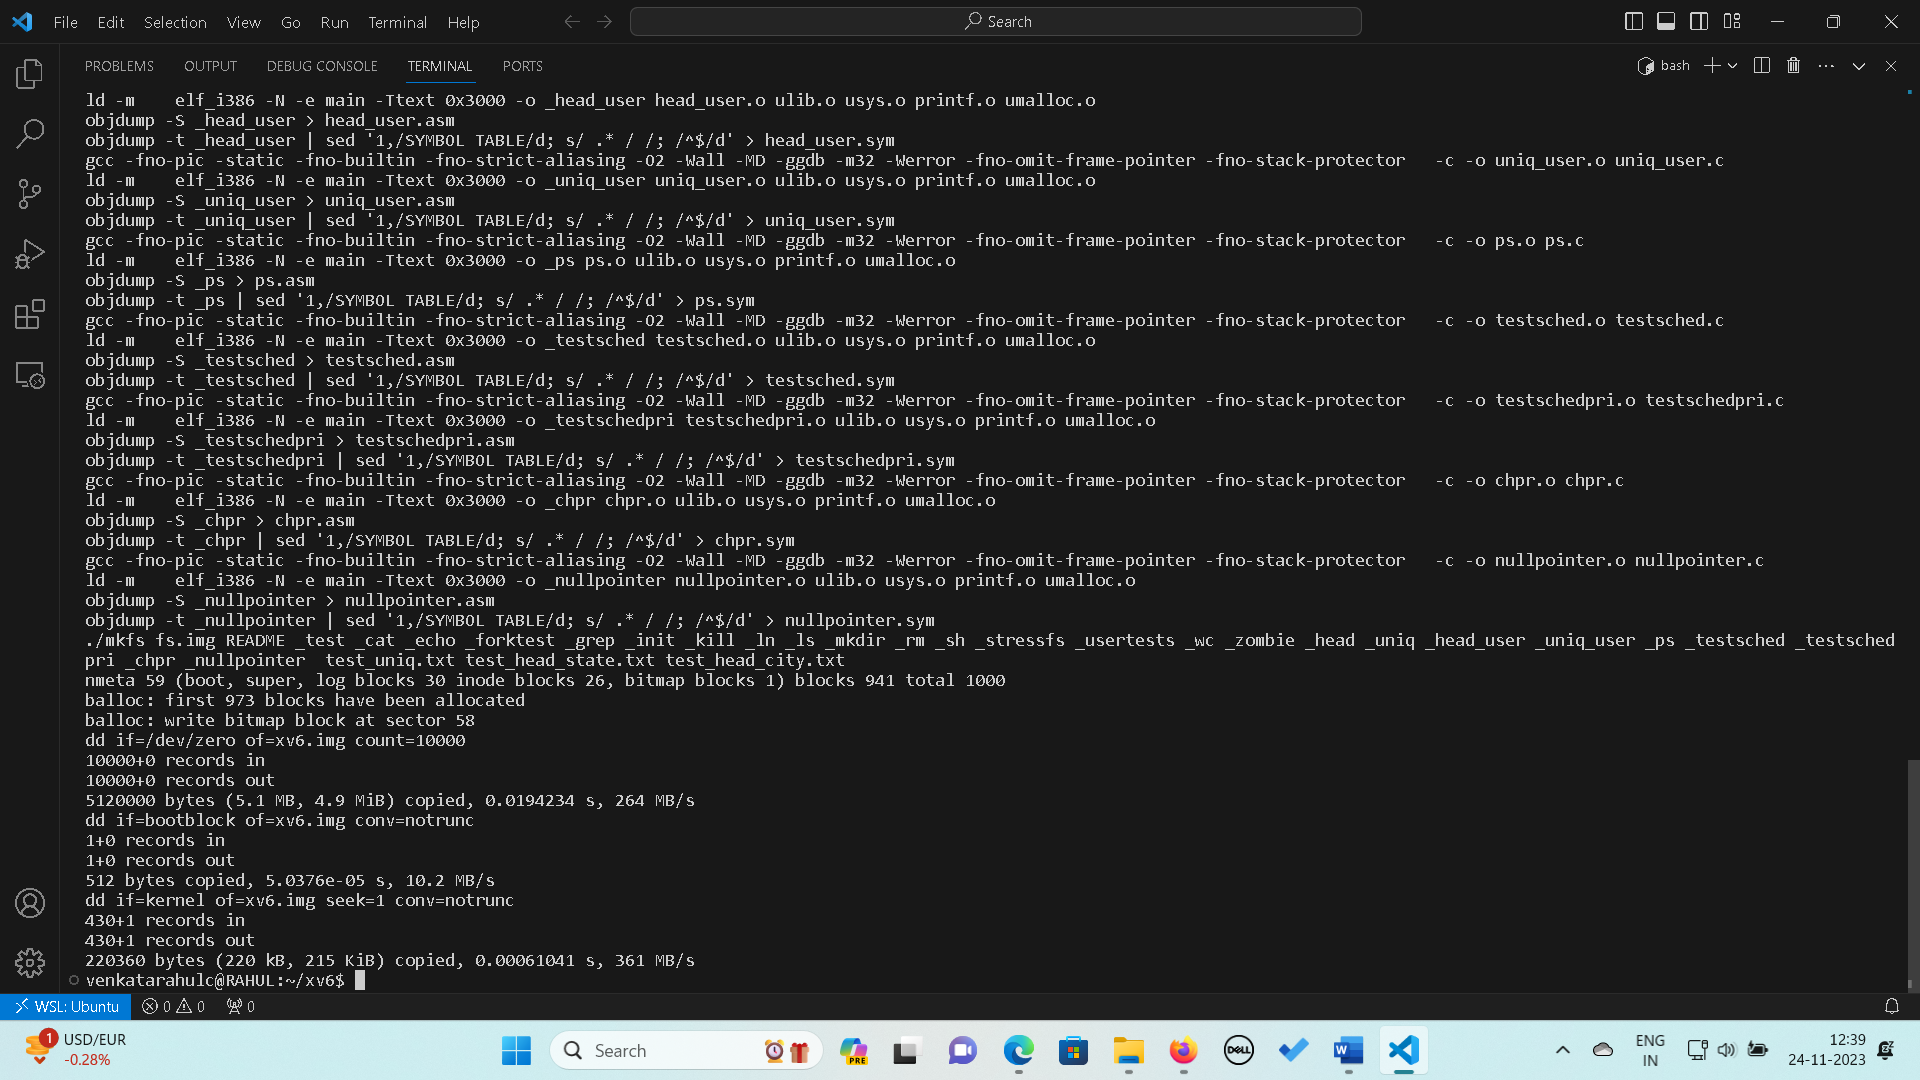 File Edit Selection View Go Run Terminal Help
Search
PROBLEMS OUTPUT DEBUG CONSOLE TERMINAL PORTS
bash
ld -m    elf_i386 -N -e main -Ttext 0x3000 -o _head_user head_user.o ulib.o usys.o printf.o umalloc.o
objdump -S _head_user > head_user.asm
objdump -t _head_user | sed '1,/SYMBOL TABLE/d; s/ .* / /; /^$/d' > head_user.sym
gcc -fno-pic -static -fno-builtin -fno-strict-aliasing -O2 -Wall -MD -ggdb -m32 -Werror -fno-omit-frame-pointer -fno-stack-protector   -c -o uniq_user.o uniq_user.c
ld -m    elf_i386 -N -e main -Ttext 0x3000 -o _uniq_user uniq_user.o ulib.o usys.o printf.o umalloc.o
objdump -S _uniq_user > uniq_user.asm
objdump -t _uniq_user | sed '1,/SYMBOL TABLE/d; s/ .* / /; /^$/d' > uniq_user.sym
gcc -fno-pic -static -fno-builtin -fno-strict-aliasing -O2 -Wall -MD -ggdb -m32 -Werror -fno-omit-frame-pointer -fno-stack-protector   -c -o ps.o ps.c
ld -m    elf_i386 -N -e main -Ttext 0x3000 -o _ps ps.o ulib.o usys.o printf.o umalloc.o
objdump -S _ps > ps.asm
objdump -t _ps | sed '1,/SYMBOL TABLE/d; s/ .* / /; /^$/d' > ps.sym
gcc -fno-pic -static -fno-builtin -fno-strict-aliasing -O2 -Wall -MD -ggdb -m32 -Werror -fno-omit-frame-pointer -fno-stack-protector   -c -o testsched.o testsched.c
ld -m    elf_i386 -N -e main -Ttext 0x3000 -o _testsched testsched.o ulib.o usys.o printf.o umalloc.o
objdump -S _testsched > testsched.asm
objdump -t _testsched | sed '1,/SYMBOL TABLE/d; s/ .* / /; /^$/d' > testsched.sym
gcc -fno-pic -static -fno-builtin -fno-strict-aliasing -O2 -Wall -MD -ggdb -m32 -Werror -fno-omit-frame-pointer -fno-stack-protector   -c -o testschedpri.o testschedpri.c
ld -m    elf_i386 -N -e main -Ttext 0x3000 -o _testschedpri testschedpri.o ulib.o usys.o printf.o umalloc.o
objdump -S _testschedpri > testschedpri.asm
objdump -t _testschedpri | sed '1,/SYMBOL TABLE/d; s/ .* / /; /^$/d' > testschedpri.sym
gcc -fno-pic -static -fno-builtin -fno-strict-aliasing -O2 -Wall -MD -ggdb -m32 -Werror -fno-omit-frame-pointer -fno-stack-protector   -c -o chpr.o chpr.c
ld -m    elf_i386 -N -e main -Ttext 0x3000 -o _chpr chpr.o ulib.o usys.o printf.o umalloc.o
objdump -S _chpr > chpr.asm
objdump -t _chpr | sed '1,/SYMBOL TABLE/d; s/ .* / /; /^$/d' > chpr.sym
gcc -fno-pic -static -fno-builtin -fno-strict-aliasing -O2 -Wall -MD -ggdb -m32 -Werror -fno-omit-frame-pointer -fno-stack-protector   -c -o nullpointer.o nullpointer.c
ld -m    elf_i386 -N -e main -Ttext 0x3000 -o _nullpointer nullpointer.o ulib.o usys.o printf.o umalloc.o
objdump -S _nullpointer > nullpointer.asm
objdump -t _nullpointer | sed '1,/SYMBOL TABLE/d; s/ .* / /; /^$/d' > nullpointer.sym
./mkfs fs.img README _test _cat _echo _forktest _grep _init _kill _ln _ls _mkdir _rm _sh _stressfs _usertests _wc _zombie _head _uniq _head_user _uniq_user _ps _testsched _testsched
pri _chpr _nullpointer  test_uniq.txt test_head_state.txt test_head_city.txt
nmeta 59 (boot, super, log blocks 30 inode blocks 26, bitmap blocks 1) blocks 941 total 1000
balloc: first 973 blocks have been allocated
balloc: write bitmap block at sector 58
dd if=/dev/zero of=xv6.img count=10000
10000+0 records in
10000+0 records out
5120000 bytes (5.1 MB, 4.9 MiB) copied, 0.0194234 s, 264 MB/s
dd if=bootblock of=xv6.img conv=notrunc
1+0 records in
1+0 records out
512 bytes copied, 5.0376e-05 s, 10.2 MB/s
dd if=kernel of=xv6.img seek=1 conv=notrunc
430+1 records in
430+1 records out
220360 bytes (220 kB, 215 KiB) copied, 0.00061041 s, 361 MB/s
venkatarahulc@RAHUL:~/xv6$
WSL: Ubuntu 0 0 0
1 USD/EUR
-0.28%
Search
PRE
DELL
W
ENG
IN
12:39
24-11-2023